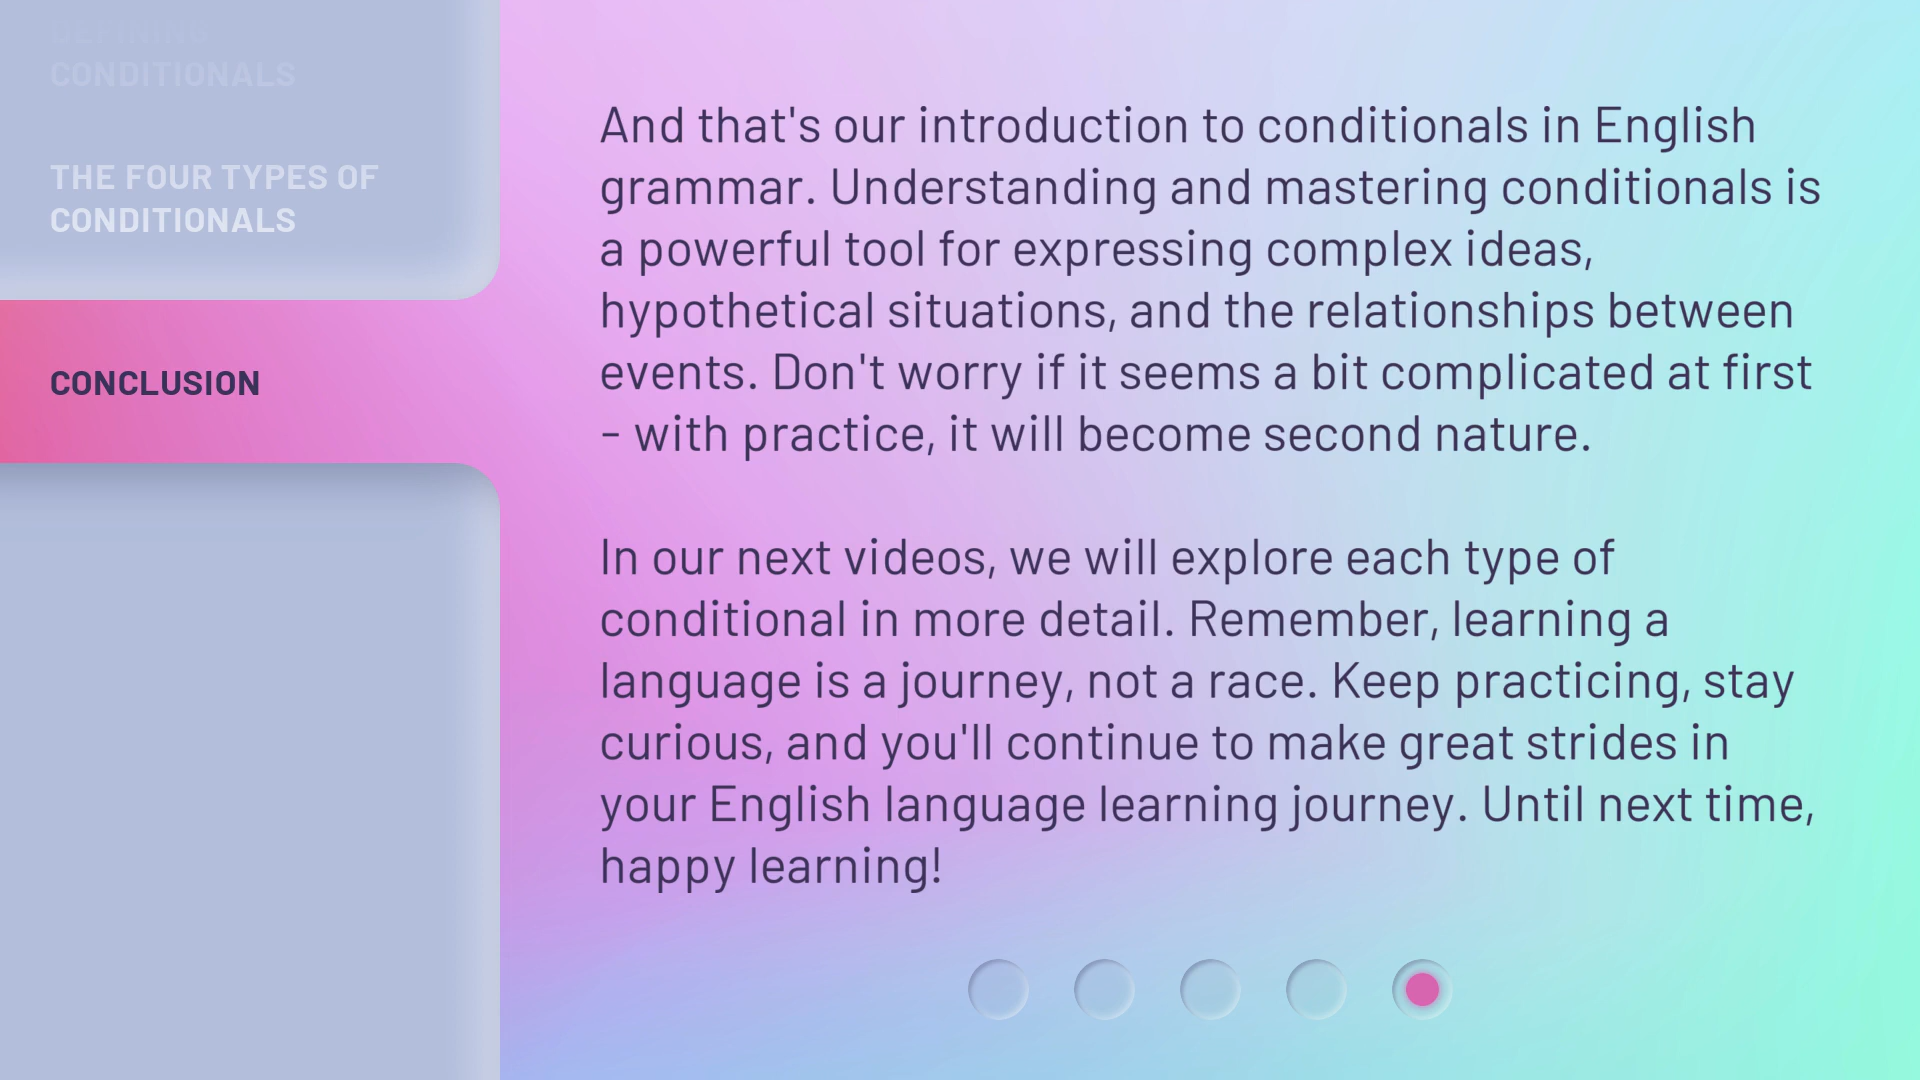 DEFINING
CONDITIONALS
THE FOUR TYPES OF
CONDITIONALS
CONCLUSION
And that's our introduction to conditionals in English
grammar. Understanding and mastering conditionals is
a powerful tool for expressing complex ideas,
hypothetical situations, and the relationships between
events. Don't worry if it seems a bit complicated at first
- with practice, it will become second nature.
In our next videos, we will explore each type of
conditional in more detail. Remember, learning a
language is a journey, not a race. Keep practicing, stay
curious, and you'll continue to make great strides in
your English language learning journey. Until next time,
happy learning!